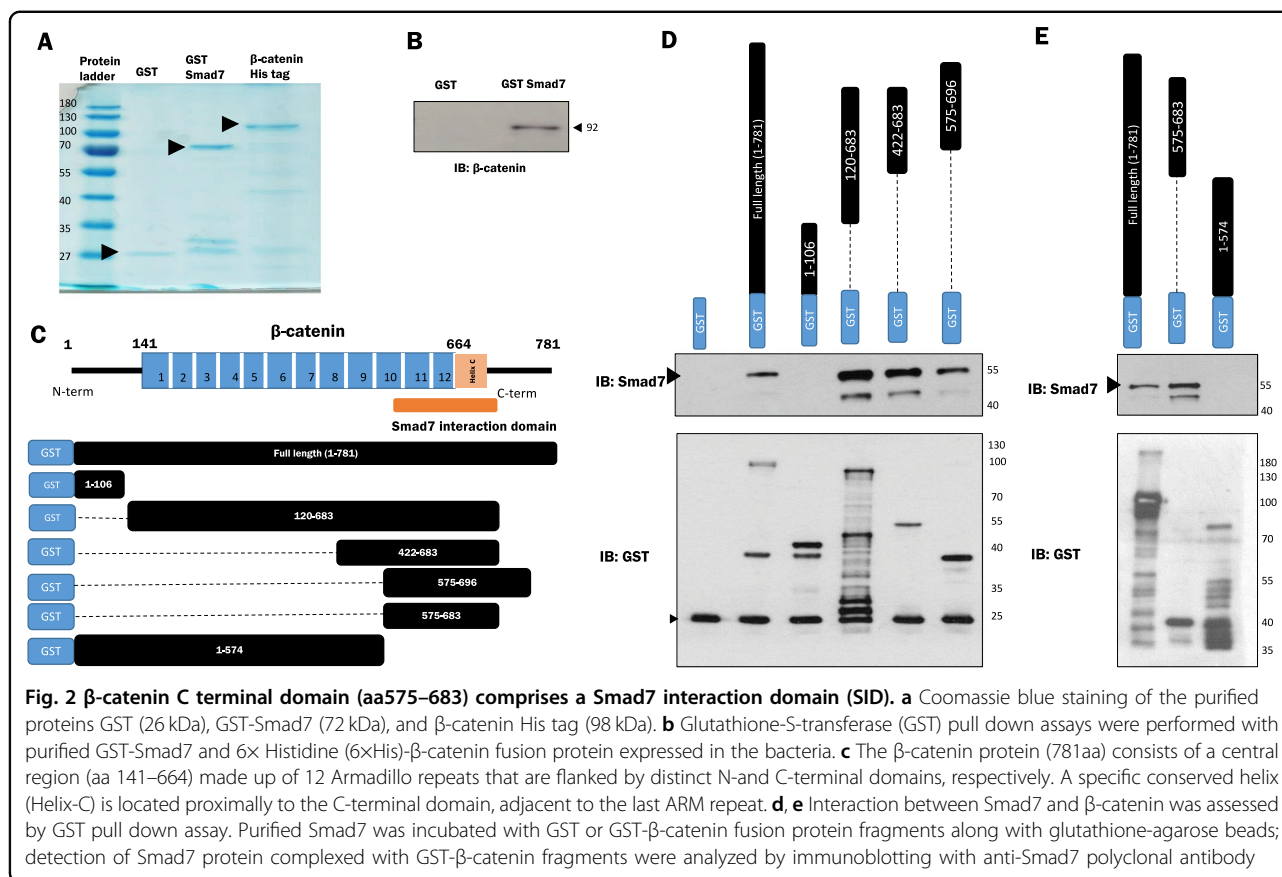 A
Protein
ladder
GST
GST
Smad7
β-catenin
His tag
180
130
100
70
55
40
35
27
B
GST
GST Smad7
92
IB: β-catenin
C
β-catenin
1
141
664
781
1
2
3
4
5
6
7
8
9
10
11
12
Helix C
N-term
C-term
Smad7 interaction domain
GST
Full length (1-781)
GST
1-106
GST
120-683
GST
422-683
GST
575-696
GST
575-683
GST
1-574
D
Full length (1-781)
1-106
120-683
422-683
575-696
GST
GST
GST
GST
GST
GST
IB: Smad7
55
40
IB: GST
130
100
70
55
40
35
25
E
Full length (1-781)
575-683
1-574
GST
GST
GST
IB: Smad7
55
40
IB: GST
180
130
100
70
55
40
35
Fig. 2 β-catenin C terminal domain (aa575–683) comprises a Smad7 interaction domain (SID). a Coomassie blue staining of the purified
proteins GST (26 kDa), GST-Smad7 (72 kDa), and β-catenin His tag (98 kDa). b Glutathione-S-transferase (GST) pull down assays were performed with
purified GST-Smad7 and 6× Histidine (6×His)-β-catenin fusion protein expressed in the bacteria. c The β-catenin protein (781aa) consists of a central
region (aa 141–664) made up of 12 Armadillo repeats that are flanked by distinct N-and C-terminal domains, respectively. A specific conserved helix
(Helix-C) is located proximally to the C-terminal domain, adjacent to the last ARM repeat. d, e Interaction between Smad7 and β-catenin was assessed
by GST pull down assay. Purified Smad7 was incubated with GST or GST-β-catenin fusion protein fragments along with glutathione-agarose beads;
detection of Smad7 protein complexed with GST-β-catenin fragments were analyzed by immunoblotting with anti-Smad7 polyclonal antibody